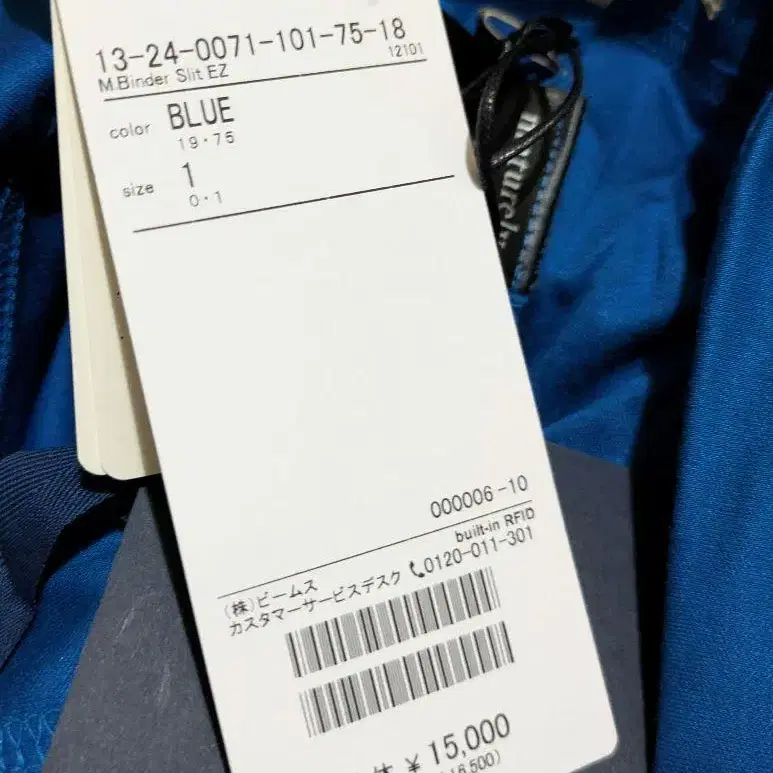 13-24-0071-101-75-18
12101
M.Binder Slit EZ
color BLUE
19・75
size 1
0・1
000006-10
built-in RFID
(株)ビームス
カスタマーサービスデスク 0120-011-301
¥15,000